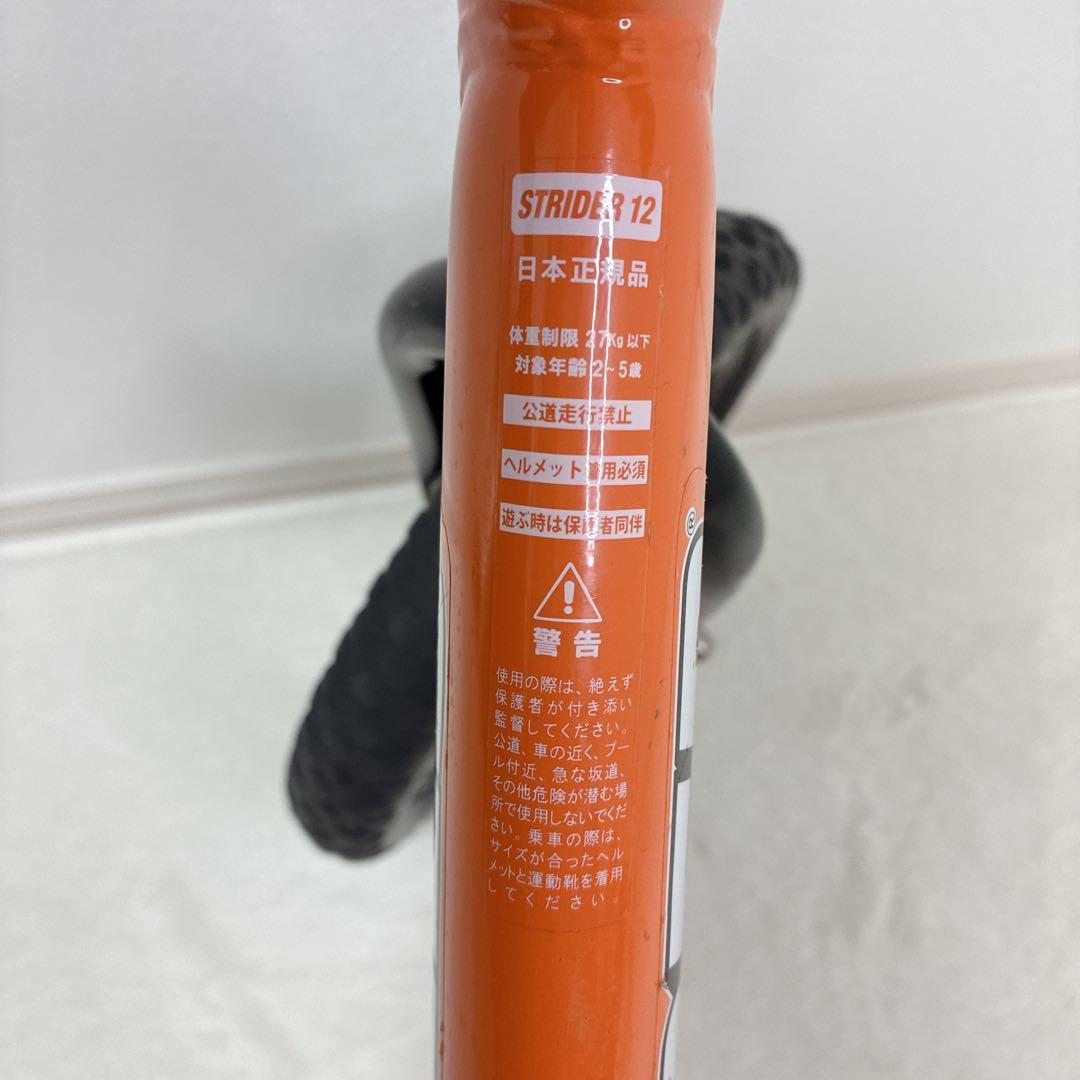 STRIDER 12
日本正規品
体重制限 27Kg 以下
対象年齢 2~5歳
公道走行禁止
ヘルメット着用必須
遊ぶ時は保護者同伴
警告
使用の際は、絶えず
保護者が付き添い
監督してください。
公道、車の近く、プー
ル付近、急な坂道、
その他危険が潜む場
所で使用しないでくだ
さい。乗車の際は、
サイズが合ったヘル
メットと運動靴を着用
してください。
®